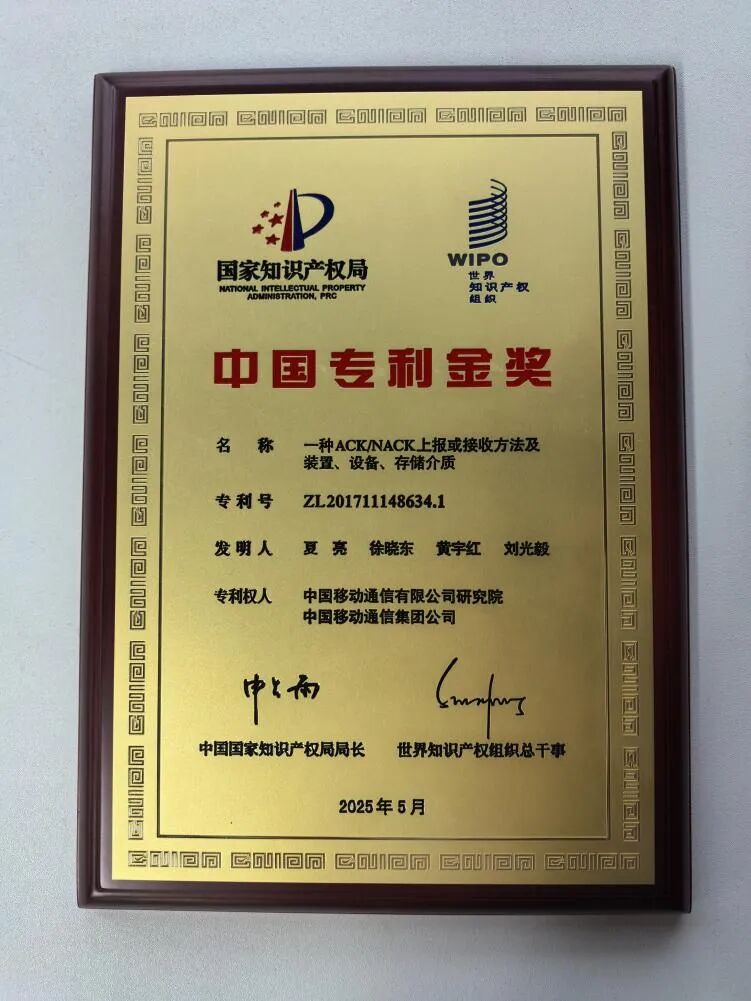 国家知识产权局
NATIONAL INTELLECTUAL PROPERTY
ADMINISTRATION, PRC
WIPO
世界
知识产权
组织
中国专利金奖
名 称 一种ACK/NACK上报或接收方法及
装置、设备、存储介质
专利号 ZL201711148634.1
发明人 夏 亮 徐晓东 黄宇红 刘光毅
专利权人 中国移动通信有限公司研究院
中国移动通信集团公司
申长雨
中国国家知识产权局局长 世界知识产权组织总干事
2025年5月